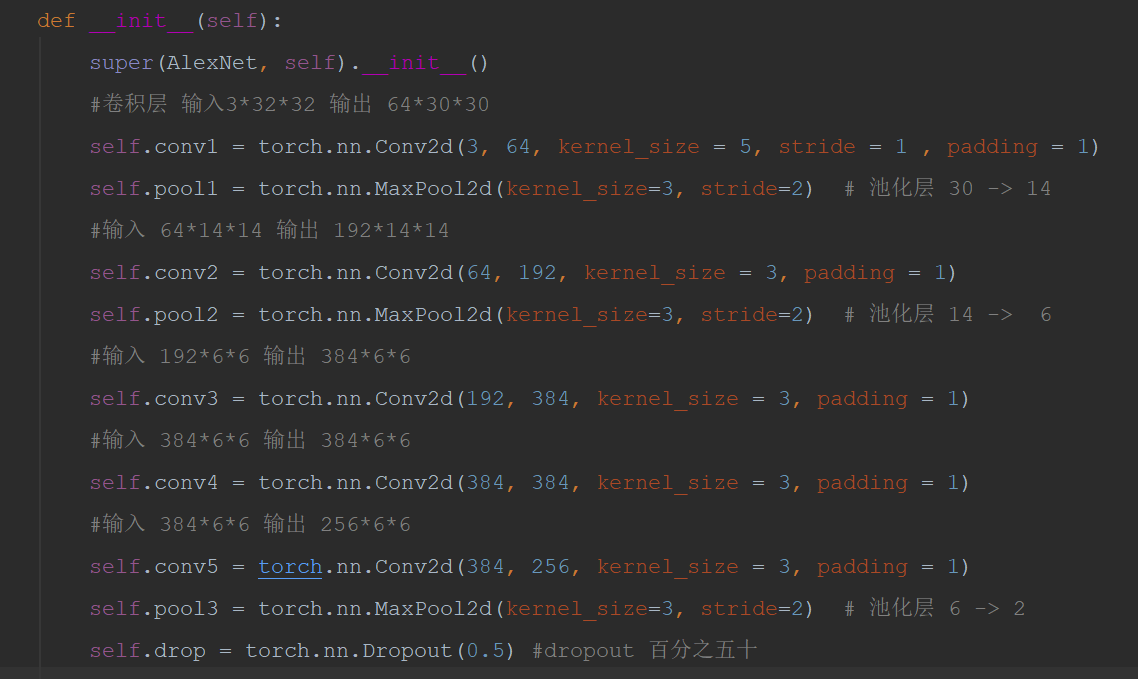 def __init__(self):
super(AlexNet, self).__init__()
#卷积层 输入3*32*32 输出 64*30*30
self.conv1 = torch.nn.Conv2d(3, 64, kernel_size = 5, stride = 1 , padding = 1)
self.pool1 = torch.nn.MaxPool2d(kernel_size=3, stride=2)  # 池化层 30 -> 14
#输入 64*14*14 输出 192*14*14
self.conv2 = torch.nn.Conv2d(64, 192, kernel_size = 3, padding = 1)
self.pool2 = torch.nn.MaxPool2d(kernel_size=3, stride=2)  # 池化层 14 ->  6
#输入 192*6*6 输出 384*6*6
self.conv3 = torch.nn.Conv2d(192, 384, kernel_size = 3, padding = 1)
#输入 384*6*6 输出 384*6*6
self.conv4 = torch.nn.Conv2d(384, 384, kernel_size = 3, padding = 1)
#输入 384*6*6 输出 256*6*6
self.conv5 = torch.nn.Conv2d(384, 256, kernel_size = 3, padding = 1)
self.pool3 = torch.nn.MaxPool2d(kernel_size=3, stride=2)  # 池化层 6 -> 2
self.drop = torch.nn.Dropout(0.5) #dropout 百分之五十